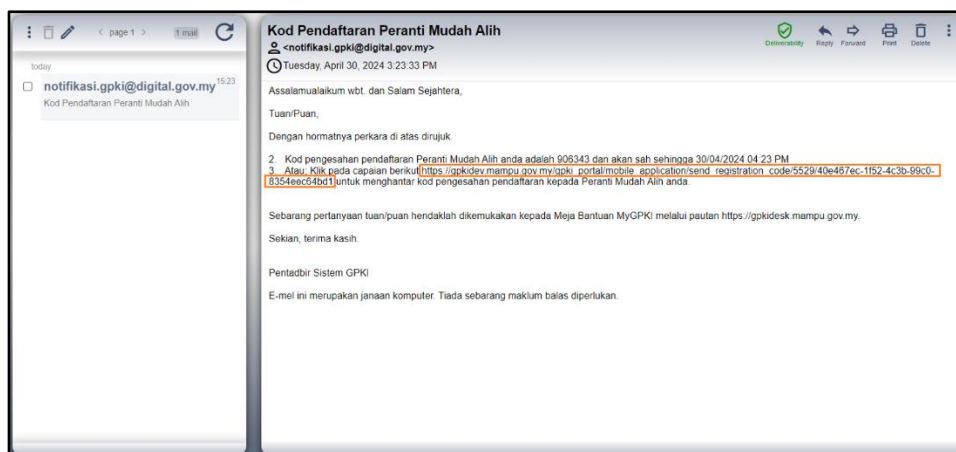 < page 1 >
1 mail
today
notifikasi.gpki@digital.gov.my
15:23
Kod Pendaftaran Peranti Mudah Alih
Kod Pendaftaran Peranti Mudah Alih
<notifikasi.gpki@digital.gov.my>
Tuesday, April 30, 2024 3:23:33 PM
Deliverability
Reply
Forward
Print
Delete
Assalamualaikum wbt. dan Salam Sejahtera,
Tuan/Puan,
Dengan hormatnya perkara di atas dirujuk.
2. Kod pengesahan pendaftaran Peranti Mudah Alih anda adalah 906343 dan akan sah sehingga 30/04/2024 04:23 PM
3. Atau; Klik pada capaian berikut https://gpkidev.mampu.gov.my/gpki_portal/mobile_application/send_registration_code/5529/40e467ec-1f52-4c3b-99c0-
8354eec64bd1 untuk menghantar kod pengesahan pendaftaran kepada Peranti Mudah Alih anda.
Sebarang pertanyaan tuan/puan hendaklah dikemukakan kepada Meja Bantuan MyGPKI melalui pautan https://gpkidesk.mampu.gov.my.
Sekian, terima kasih.
Pentadbir Sistem GPKI
E-mel ini merupakan janaan komputer. Tiada sebarang maklum balas diperlukan.